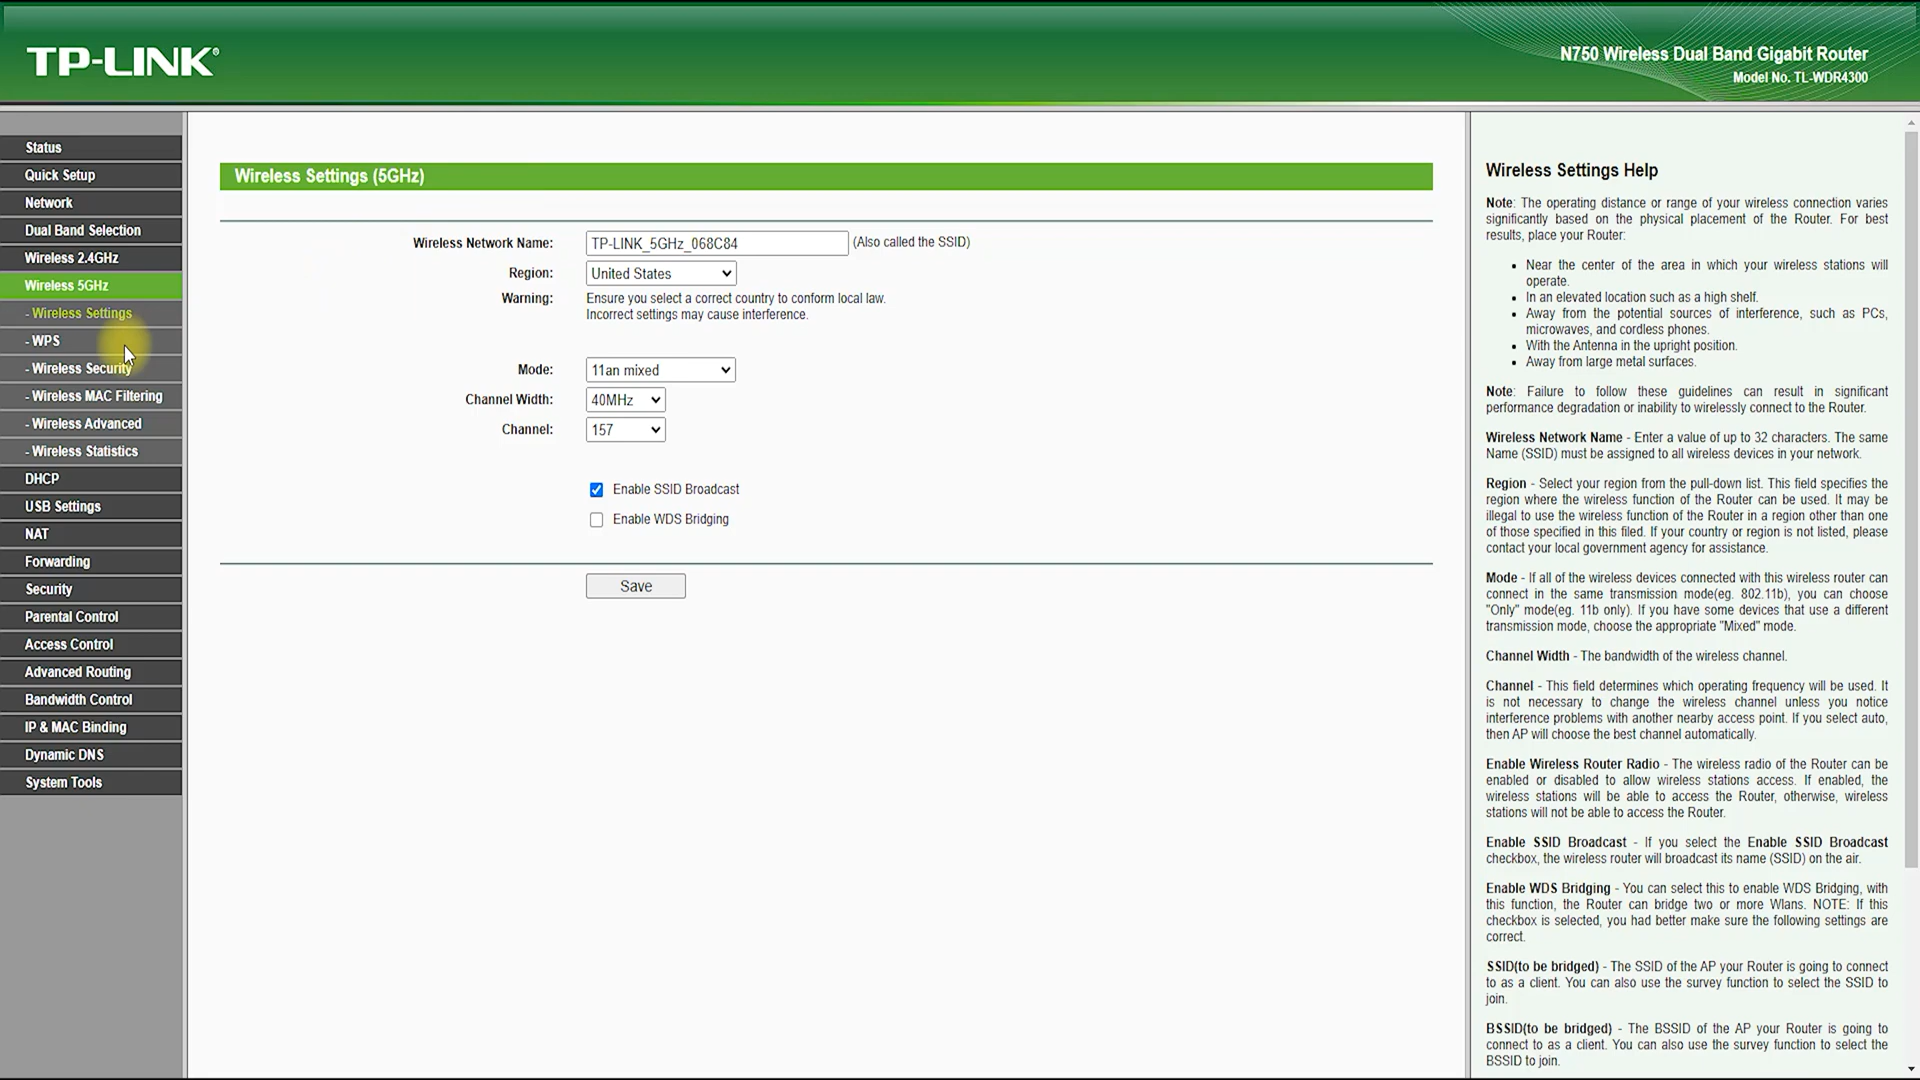 TP-LINK®
N750 Wireless Dual Band Gigabit Router
Model No. TL-WDR4300
Status
Quick Setup
Network
Dual Band Selection
Wireless 2.4GHz
Wireless 5GHz
- Wireless Settings
- WPS
- Wireless Security
- Wireless MAC Filtering
- Wireless Advanced
- Wireless Statistics
DHCP
USB Settings
NAT
Forwarding
Security
Parental Control
Access Control
Advanced Routing
Bandwidth Control
IP & MAC Binding
Dynamic DNS
System Tools
Wireless Settings (5GHz)
Wireless Network Name: TP-LINK_5GHz_068C84 (Also called the SSID)
Region: United States
Warning: Ensure you select a correct country to conform local law.
Incorrect settings may cause interference.
Mode: 11an mixed
Channel Width: 40MHz
Channel: 157
Enable SSID Broadcast
Enable WDS Bridging
Save
Wireless Settings Help
Note: The operating distance or range of your wireless connection varies
significantly based on the physical placement of the Router. For best
results, place your Router:
• Near the center of the area in which your wireless stations will
operate.
• In an elevated location such as a high shelf.
• Away from the potential sources of interference, such as PCs,
microwaves, and cordless phones.
• With the Antenna in the upright position.
• Away from large metal surfaces.
Note: Failure to follow these guidelines can result in significant
performance degradation or inability to wirelessly connect to the Router.
Wireless Network Name - Enter a value of up to 32 characters. The same
Name (SSID) must be assigned to all wireless devices in your network.
Region - Select your region from the pull-down list. This field specifies the
region where the wireless function of the Router can be used. It may be
illegal to use the wireless function of the Router in a region other than one
of those specified in this filed. If your country or region is not listed, please
contact your local government agency for assistance.
Mode - If all of the wireless devices connected with this wireless router can
connect in the same transmission mode(eg. 802.11b), you can choose
"Only" mode(eg. 11b only). If you have some devices that use a different
transmission mode, choose the appropriate "Mixed" mode.
Channel Width - The bandwidth of the wireless channel.
Channel - This field determines which operating frequency will be used. It
is not necessary to change the wireless channel unless you notice
interference problems with another nearby access point. If you select auto,
then AP will choose the best channel automatically.
Enable Wireless Router Radio - The wireless radio of the Router can be
enabled or disabled to allow wireless stations access. If enabled, the
wireless stations will be able to access the Router, otherwise, wireless
stations will not be able to access the Router.
Enable SSID Broadcast - If you select the Enable SSID Broadcast
checkbox, the wireless router will broadcast its name (SSID) on the air.
Enable WDS Bridging - You can select this to enable WDS Bridging, with
this function, the Router can bridge two or more Wlans. NOTE: If this
checkbox is selected, you had better make sure the following settings are
correct.
SSID(to be bridged) - The SSID of the AP your Router is going to connect
to as a client. You can also use the survey function to select the SSID to
join.
BSSID(to be bridged) - The BSSID of the AP your Router is going to
connect to as a client. You can also use the survey function to select the
BSSID to join.